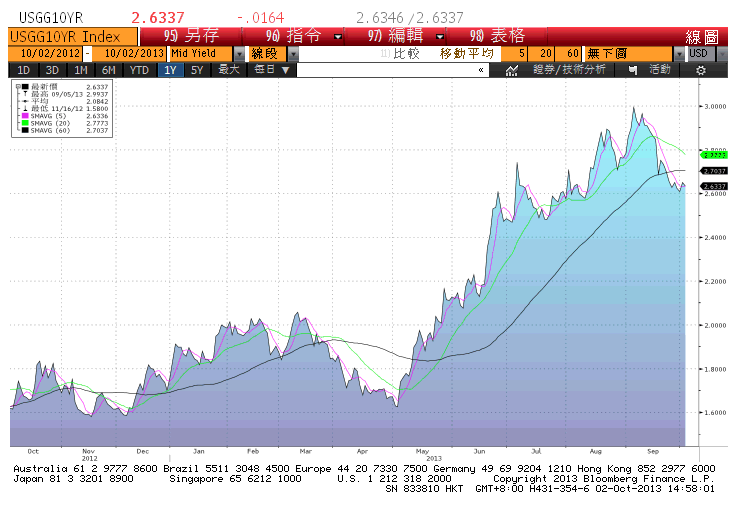 USGG10YR 2.6337 -.0164 2.6346 / 2.6337
USGG10YR Index 95) 另存 96) 指令 97) 編輯 98) 表格 線圖
10/02/2012 - 10/02/2013 Mid Yield 線段 比較 移動平均 5 20 60 無下圖 USD
1D 3D 1M 6M YTD 1Y 5Y 最大 每日 ▼ « 證券/技術分析 活動
最新價 2.6337
最高 09/05/13 2.9937
平均 2.0842
最低 11/16/12 1.5800
SMAVG (5) 2.6336
SMAVG (20) 2.7773
SMAVG (60) 2.7037
3.0000
2.8000
2.7773
2.7037
2.6337
2.6000
2.4000
2.2000
2.0000
1.8000
1.6000
Oct Nov Dec Jan Feb Mar Apr May Jun Jul Aug Sep
2012 2013
Australia 61 2 9777 8600 Brazil 5511 3048 4500 Europe 44 20 7330 7500 Germany 49 69 9204 1210 Hong Kong 852 2977 6000
Japan 81 3 3201 8900 Singapore 65 6212 1000 U.S. 1 212 318 2000 Copyright 2013 Bloomberg Finance L.P.
SN 833810 HKT GMT+8:00 H431-354-6 02-Oct-2013 14:58:01